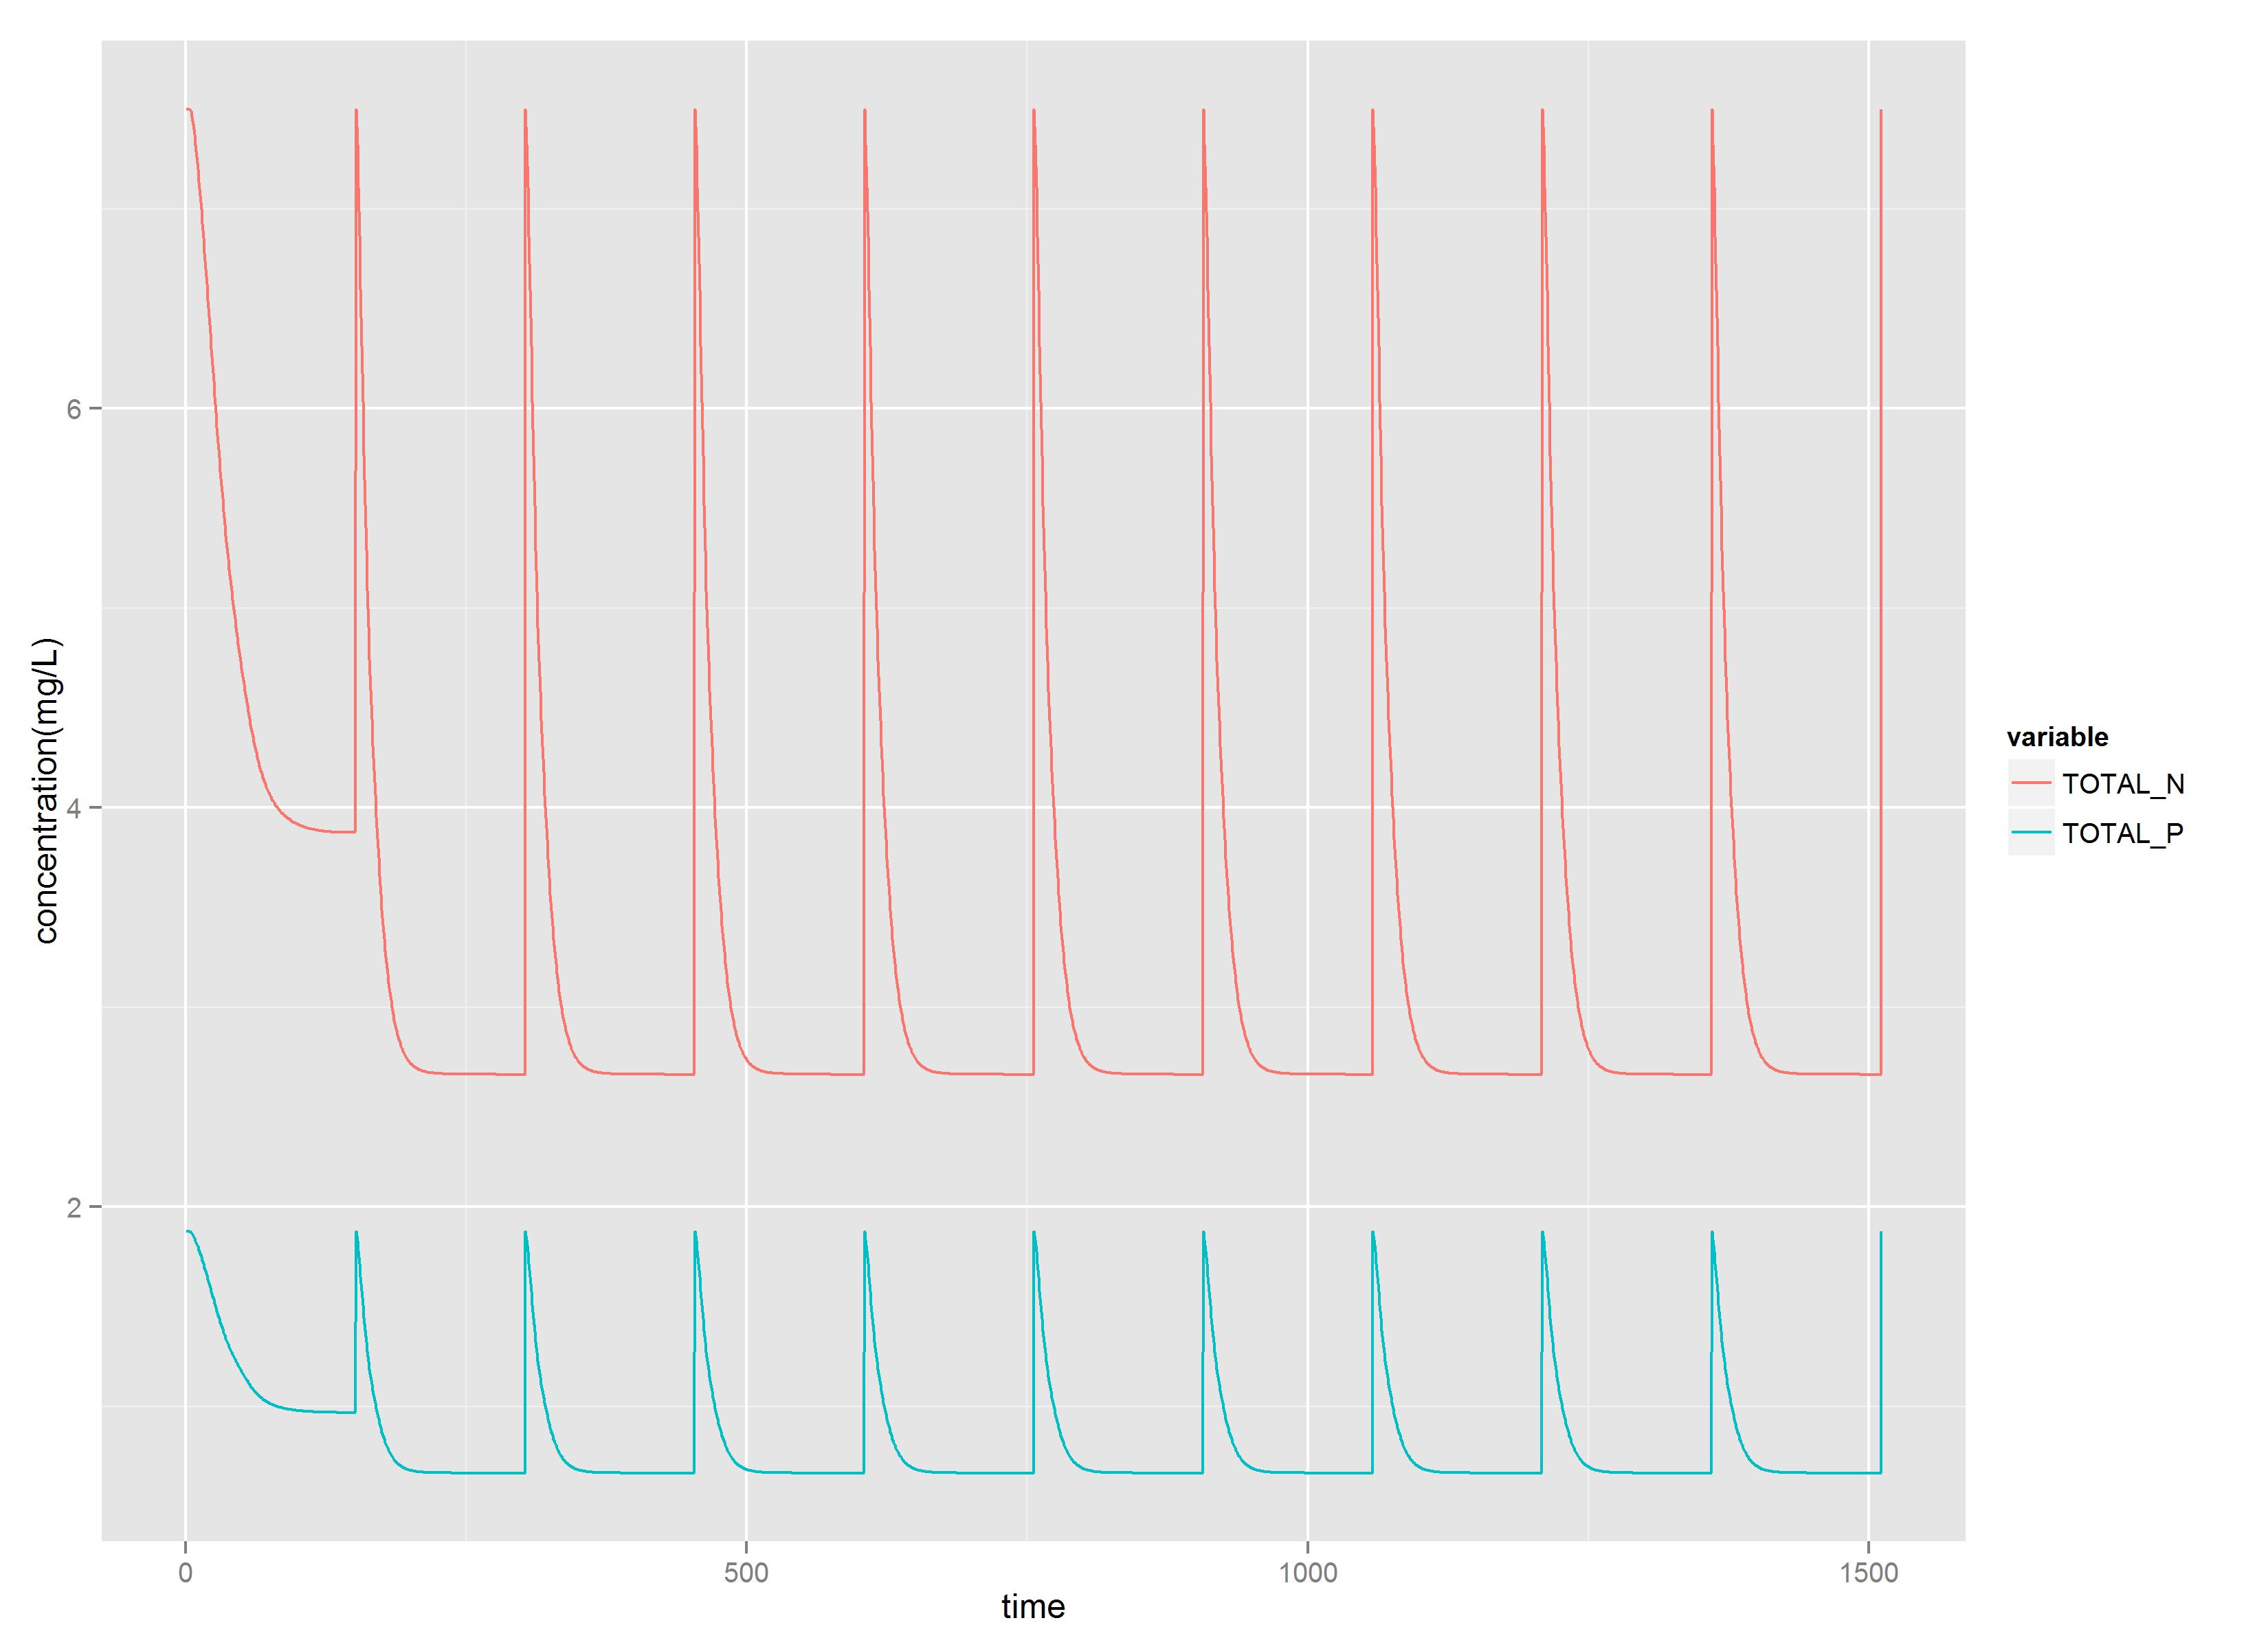 concentration(mg/L)
6
4
2
0 500 1000 1500
time
variable
TOTAL_N
TOTAL_P